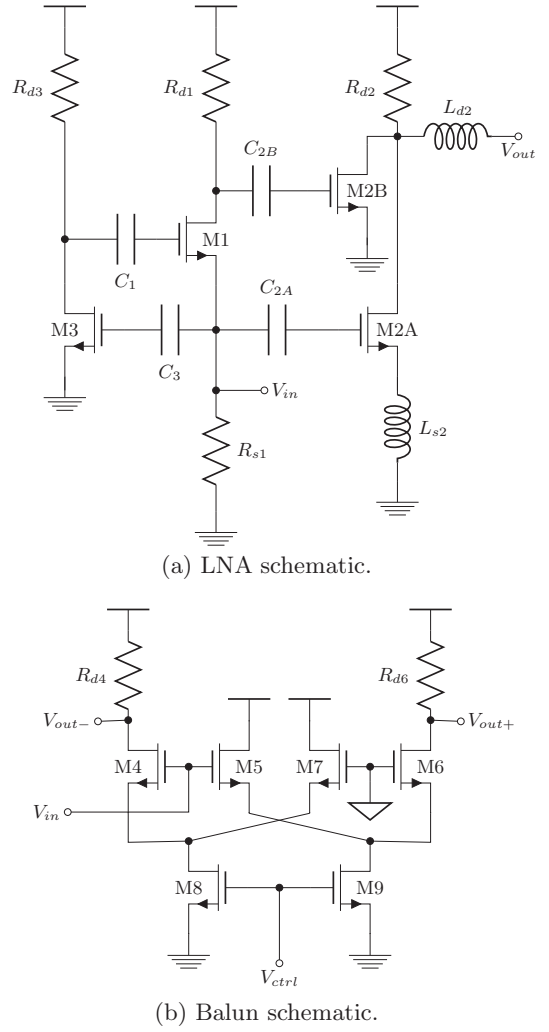 R_{d3}
R_{d1}
R_{d2}
L_{d2}
C_{2B}
V_{out}
M2B
M1
C_1
C_{2A}
M3
M2A
C_3
V_{in}
L_{s2}
R_{s1}
(a) LNA schematic.
R_{d4}
R_{d6}
V_{out−}
V_{out+}
M4
M5
M7
M6
V_{in}
M8
M9
V_{ctrl}
(b) Balun schematic.